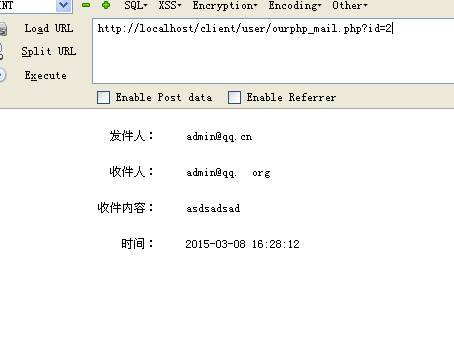 INT SQL▾ XSS▾ Encryption▾ Encoding▾ Other▾
Load URL http://localhost/client/user/ourphp_mail.php?id=2
Split URL
Execute
Enable Post data Enable Referrer
发件人： admin@qq.cn
收件人： admin@qq. org
收件内容： asdsadsad
时间： 2015-03-08 16:28:12